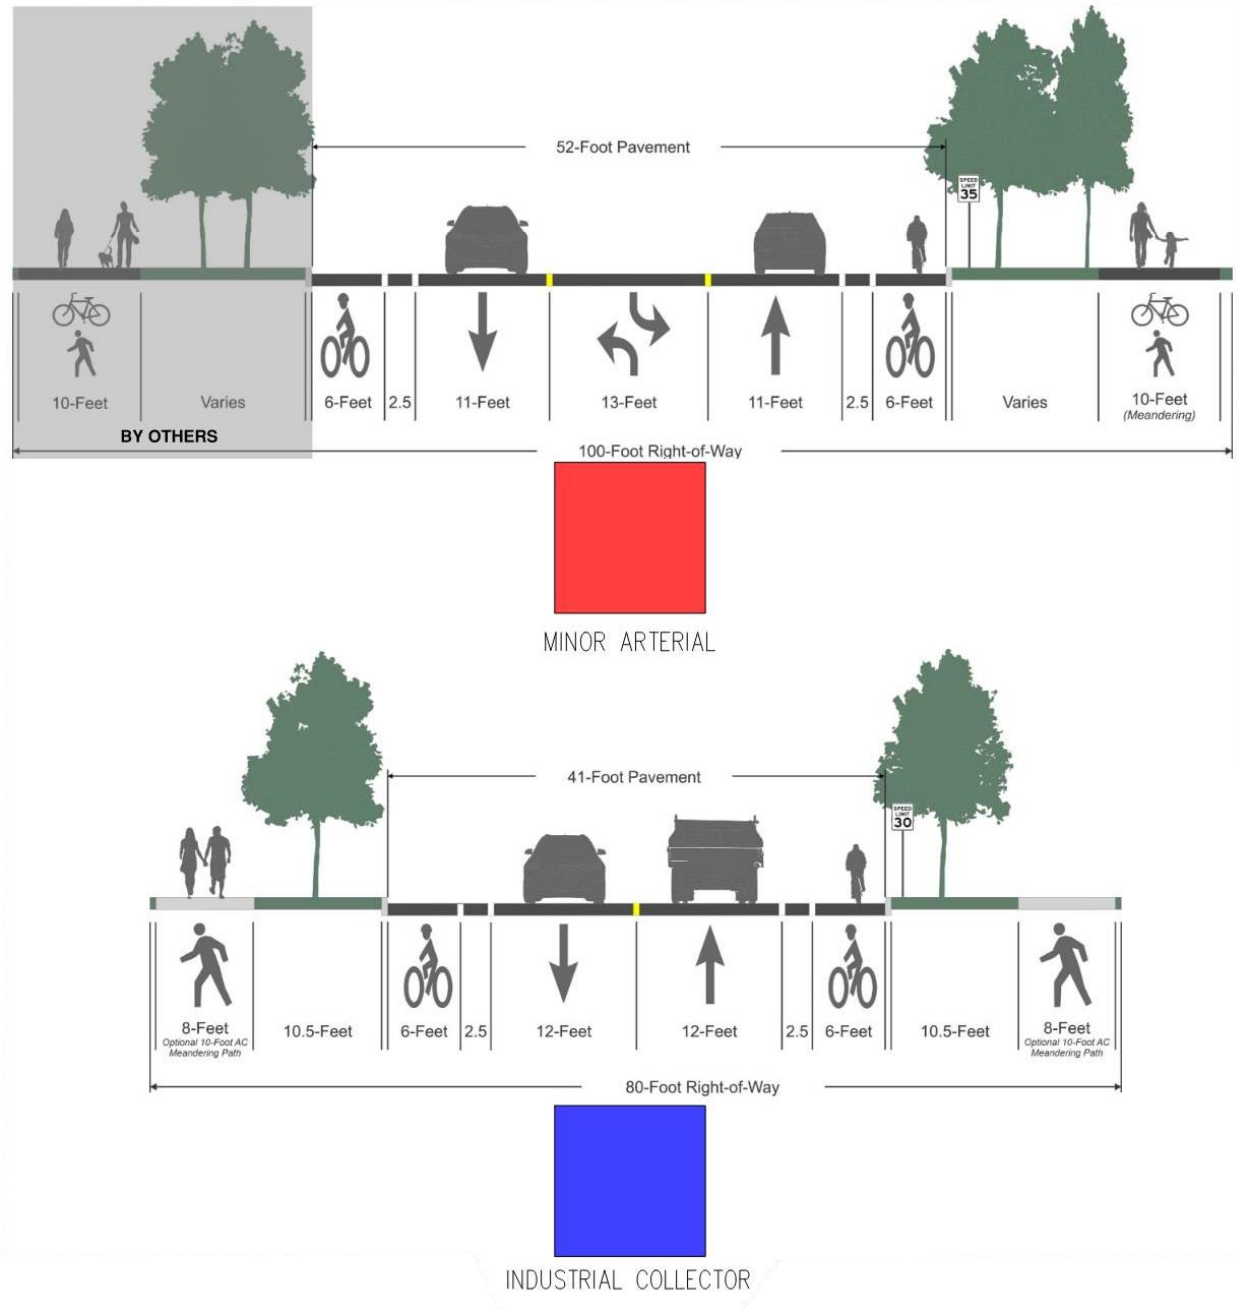 52-Foot Pavement
SPEED
LIMIT
35
10-Feet
Varies
6-Feet
2.5
11-Feet
13-Feet
11-Feet
2.5
6-Feet
Varies
10-Feet
(Meandering)
BY OTHERS
100-Foot Right-of-Way
MINOR ARTERIAL
41-Foot Pavement
SPEED
LIMIT
30
8-Feet
Optional 10-Foot AC
Meandering Path
10.5-Feet
6-Feet
2.5
12-Feet
12-Feet
2.5
6-Feet
10.5-Feet
8-Feet
Optional 10-Foot AC
Meandering Path
80-Foot Right-of-Way
INDUSTRIAL COLLECTOR